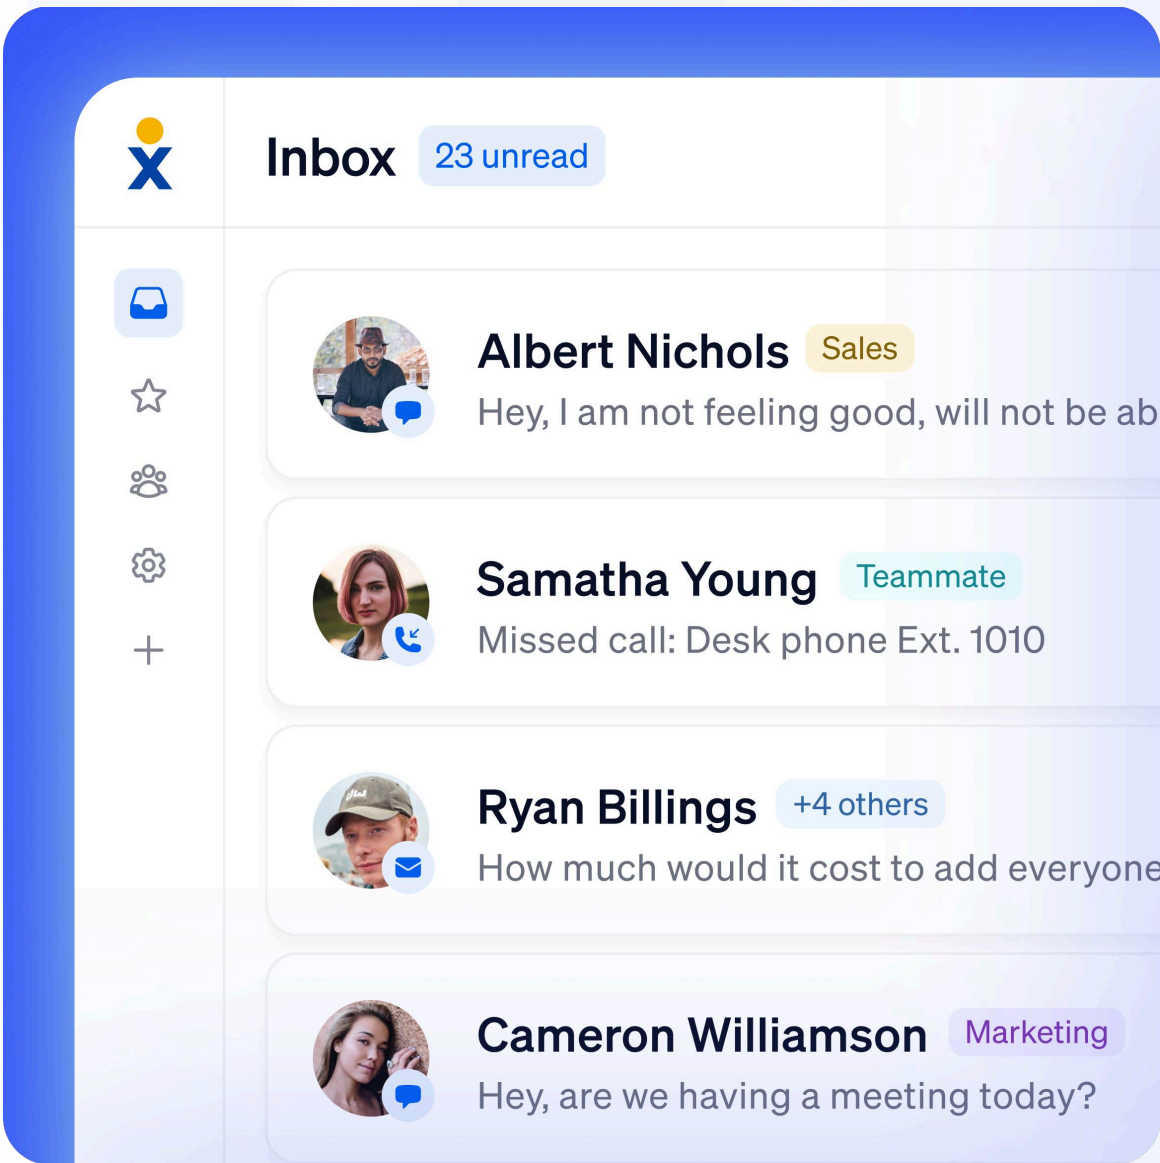 Inbox 23 unread
Albert Nichols Sales
Hey, I am not feeling good, will not be ab
Samatha Young Teammate
Missed call: Desk phone Ext. 1010
Ryan Billings +4 others
How much would it cost to add everyone
Cameron Williamson Marketing
Hey, are we having a meeting today?